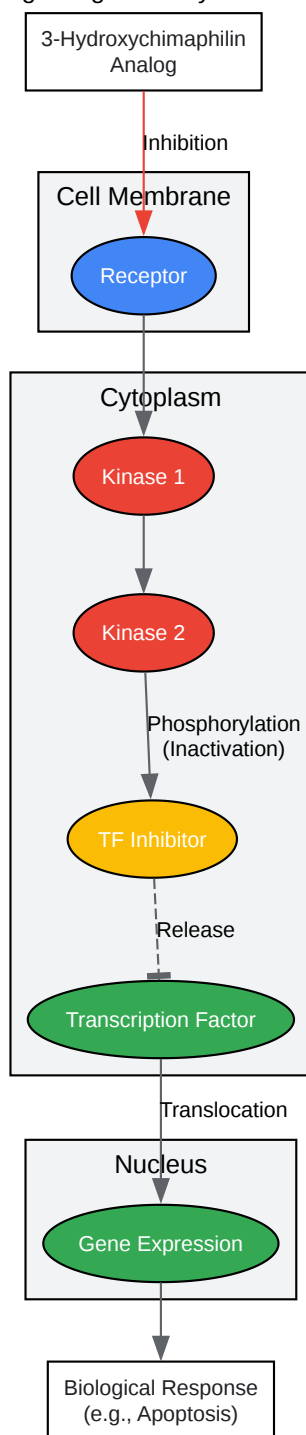 3-Hydroxychimaphilin
Analog
Inhibition
Cell Membrane
Receptor
Cytoplasm
Kinase 1
Kinase 2
Phosphorylation
(Inactivation)
TF Inhibitor
Release
Transcription Factor
Translocation
Nucleus
Gene Expression
Biological Response
(e.g., Apoptosis)